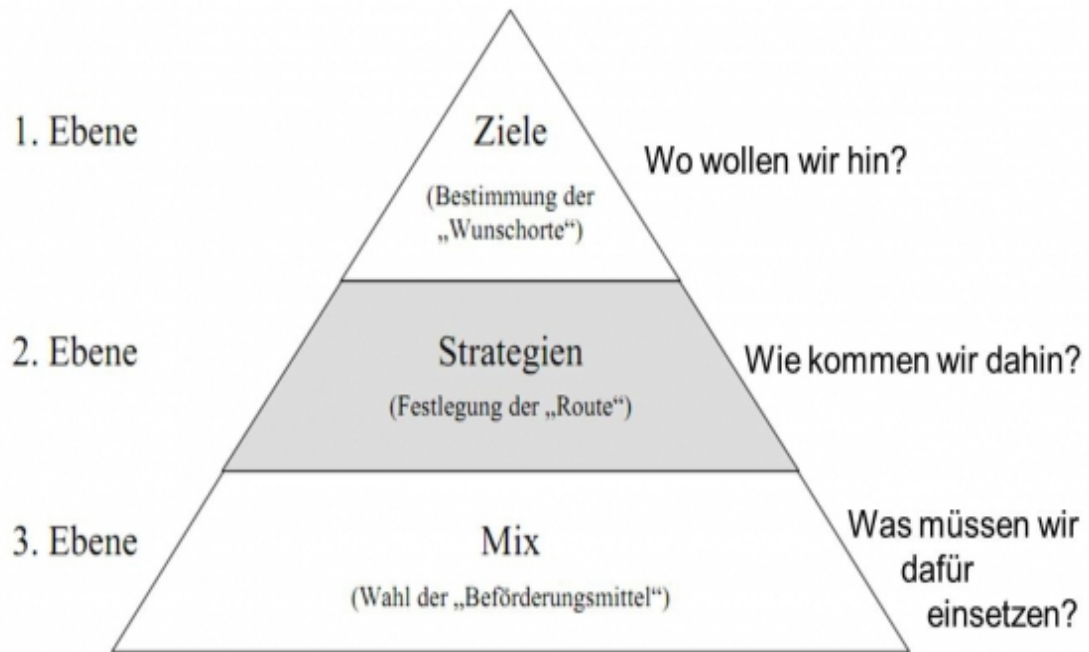 1. Ebene
Ziele
(Bestimmung der
„Wunschorte“)
Wo wollen wir hin?
2. Ebene
Strategien
(Festlegung der „Route“)
Wie kommen wir dahin?
3. Ebene
Mix
(Wahl der „Beförderungsmittel“)
Was müssen wir
dafür
einsetzen?